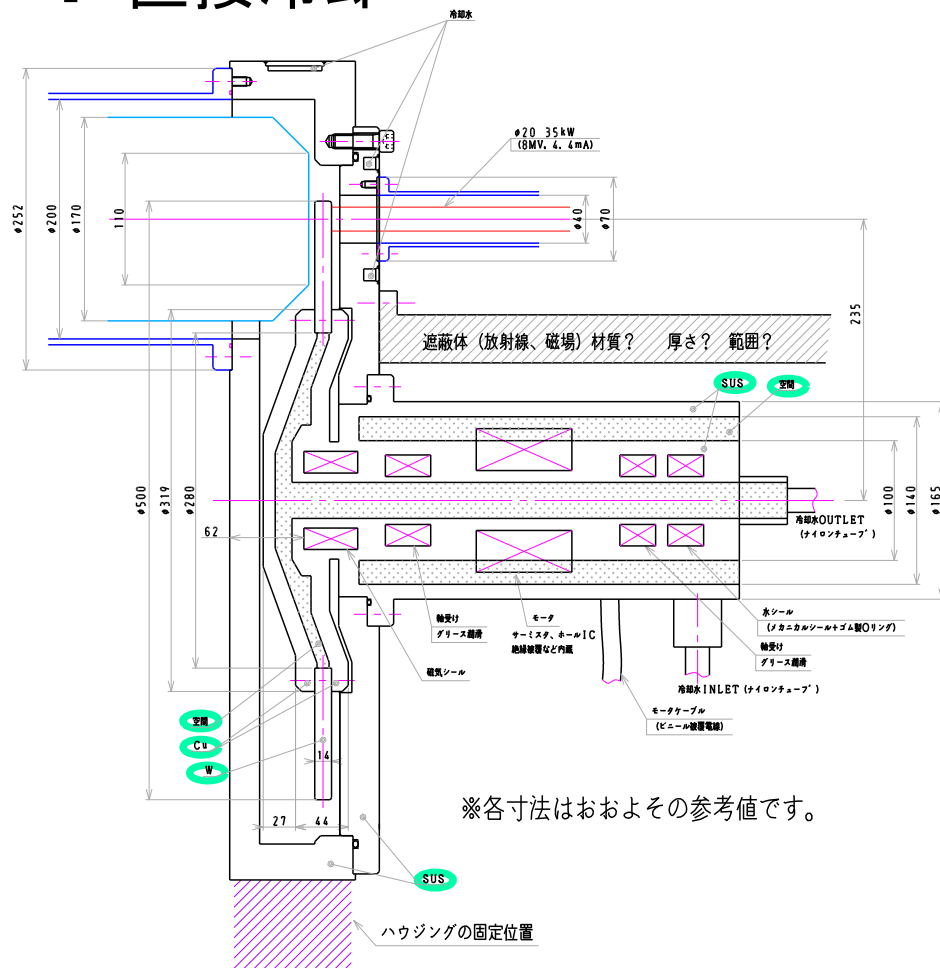 直接冷却
冷却水
φ20 35kW
(8MV, 4. 4mA)
φ252
φ200
φ170
110
φ40
φ70
235
遮蔽体（放射線、磁場）材質？　厚さ？　範囲？
SUS
空間
φ500
φ319
φ280
62
φ100
φ140
φ165
冷却水OUTLET
(ナイロンチューブ)
軸受け
グリース潤滑
モータ
サーミスタ、ホールIC
絶縁被覆など内蔵
水シール
(メカニカルシール+ゴム製Oリング)
軸受け
グリース潤滑
磁気シール
冷却水INLET (ナイロンチューブ)
モータケーブル
(ビニール被覆電線)
空間
Cu
W
14
27
44
※各寸法はおおよその参考値です。
SUS
ハウジングの固定位置